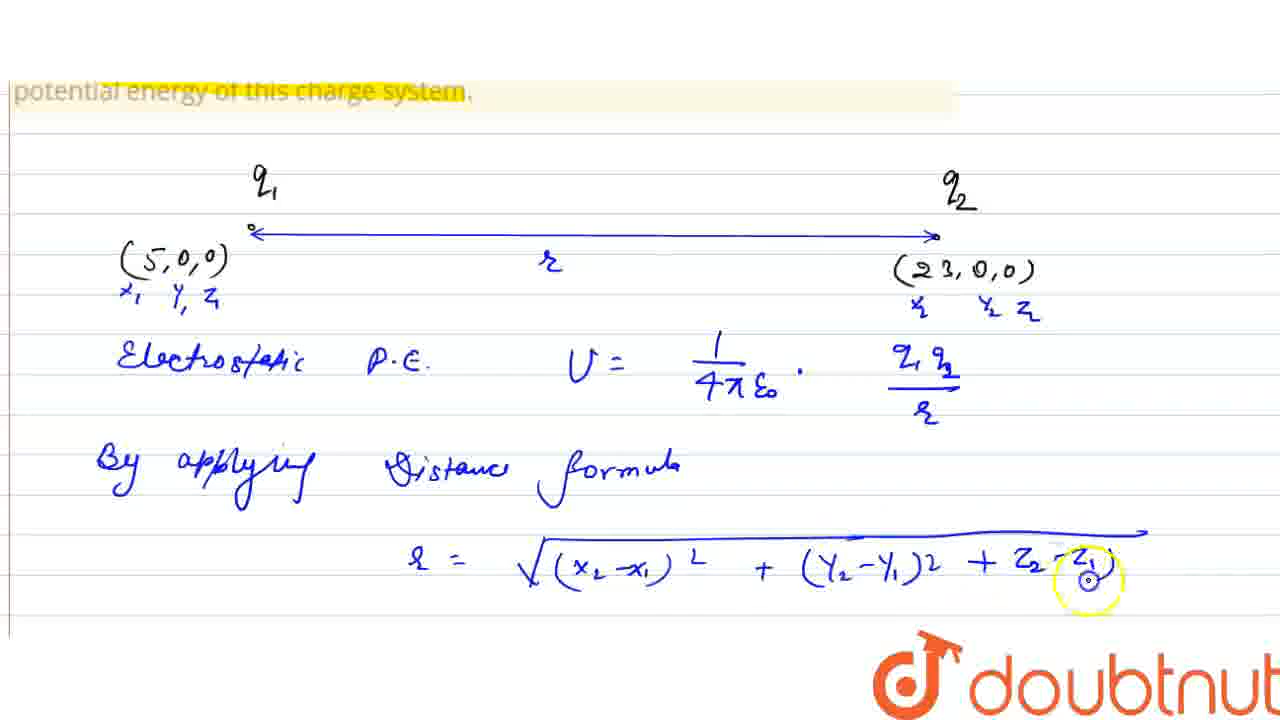 potential energy of this charge system.
q₁ q₂
r
(5,0,0) (23,0,0)
x₁ y₁ z₁ x₂ y₂ z₂
Electrostatic P.E. U = 1/4πε₀ . q₁ q₂/r
By applying Distance formula
r = √(x₂-x₁)² + (y₂-y₁)² + z₂-z₁)
doubtnut